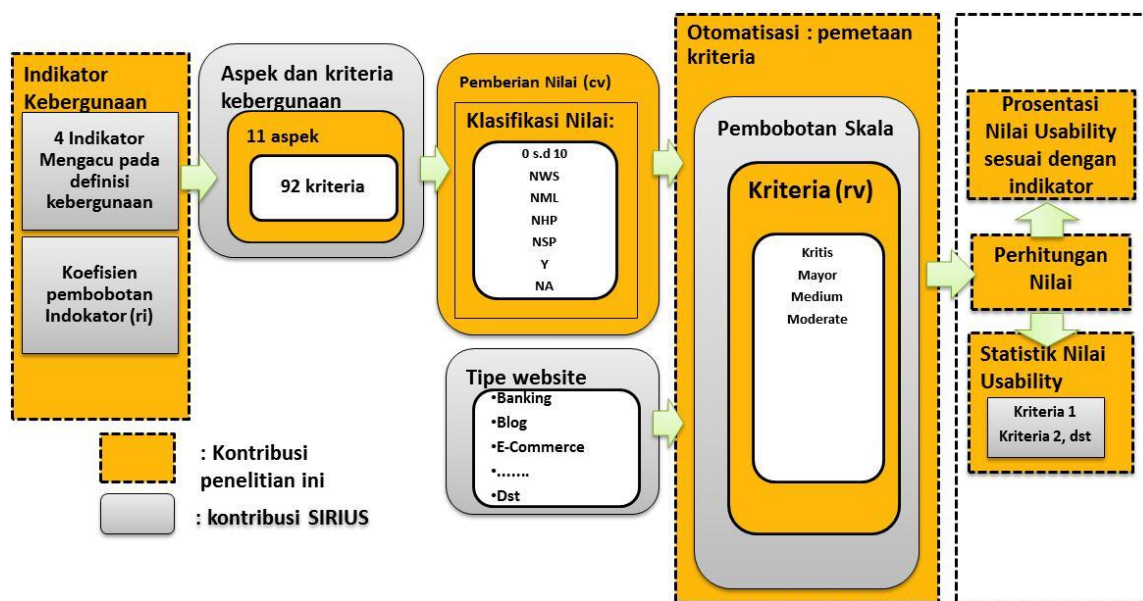 Indikator
Kebergunaan
4 Indikator
Mengacu pada
definisi
kebergunaan
Koefisien
pembobotan
Indokator (ri)
Aspek dan kriteria
kebergunaan
11 aspek
92 kriteria
Pemberian Nilai (cv)
Klasifikasi Nilai:
0 s.d 10
NWS
NML
NHP
NSP
Y
NA
Tipe website
•Banking
•Blog
•E-Commerce
•.......
•Dst
Otomatisasi : pemetaan
kriteria
Pembobotan Skala
Kriteria (rv)
Kritis
Mayor
Medium
Moderate
Prosentasi
Nilai Usability
sesuai dengan
indikator
Perhitungan
Nilai
Statistik Nilai
Usability
Kriteria 1
Kriteria 2, dst
: Kontribusi
penelitian ini
: kontribusi SIRIUS